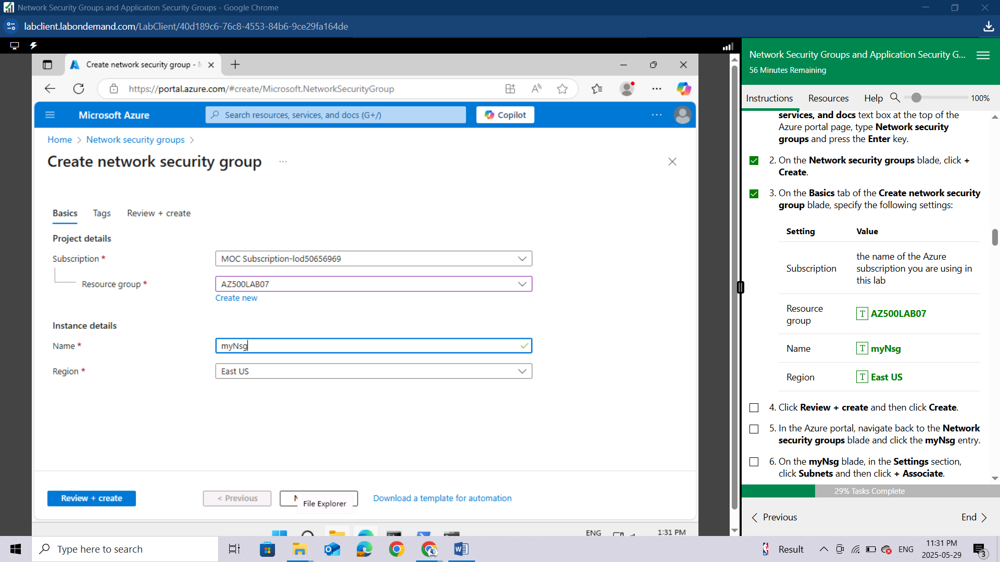 Network Security Groups and Application Security Groups - Google Chrome
labclient.labondemand.com/LabClient/40d189c6-76c8-4553-84b6-9ce29fa164de
Create network security group -
https://portal.azure.com/#create/Microsoft.NetworkSecurityGroup
Microsoft Azure
Search resources, services, and docs (G+/)
Copilot
Home > Network security groups >
Create network security group
Basics
Tags
Review + create
Project details
Subscription *
MOC Subscription-lod50656969
Resource group *
AZ500LAB07
Create new
Instance details
Name *
myNsg
Region *
East US
Review + create
< Previous
File Explorer
Download a template for automation
ENG
1:31 PM
Network Security Groups and Application Security G...
56 Minutes Remaining
Instructions
Resources
Help
100%
services, and docs text box at the top of the
Azure portal page, type Network security
groups and press the Enter key.
2. On the Network security groups blade, click +
Create.
3. On the Basics tab of the Create network security
group blade, specify the following settings:
Setting
Value
Subscription
the name of the Azure
subscription you are using in
this lab
Resource
group
T AZ500LAB07
Name
T myNsg
Region
T East US
4. Click Review + create and then click Create.
5. In the Azure portal, navigate back to the Network
security groups blade and click the myNsg entry.
6. On the myNsg blade, in the Settings section,
click Subnets and then click + Associate.
29% Tasks Complete
Previous
End
Type here to search
Result
ENG
11:31 PM
2025-05-29
3